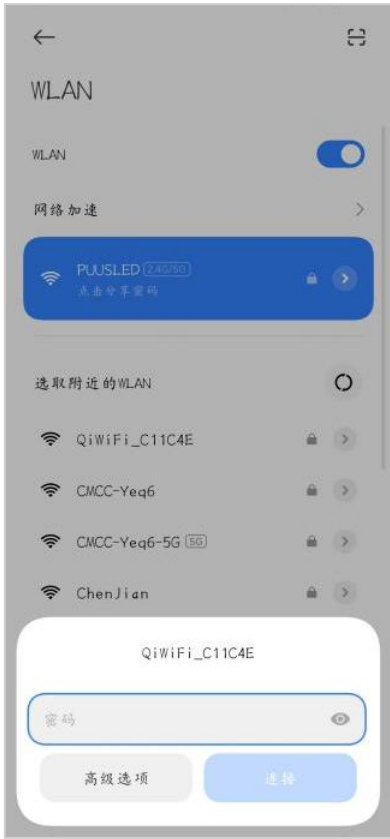 WLAN
WLAN
网络加速
PUUSLED 2.4G/5G
点击分享密码
选取附近的WLAN
QiWiFi_C11C4E
CMCC-Yeq6
CMCC-Yeq6-5G 5G
ChenJian
QiWiFi_C11C4E
密码
高级选项
连接